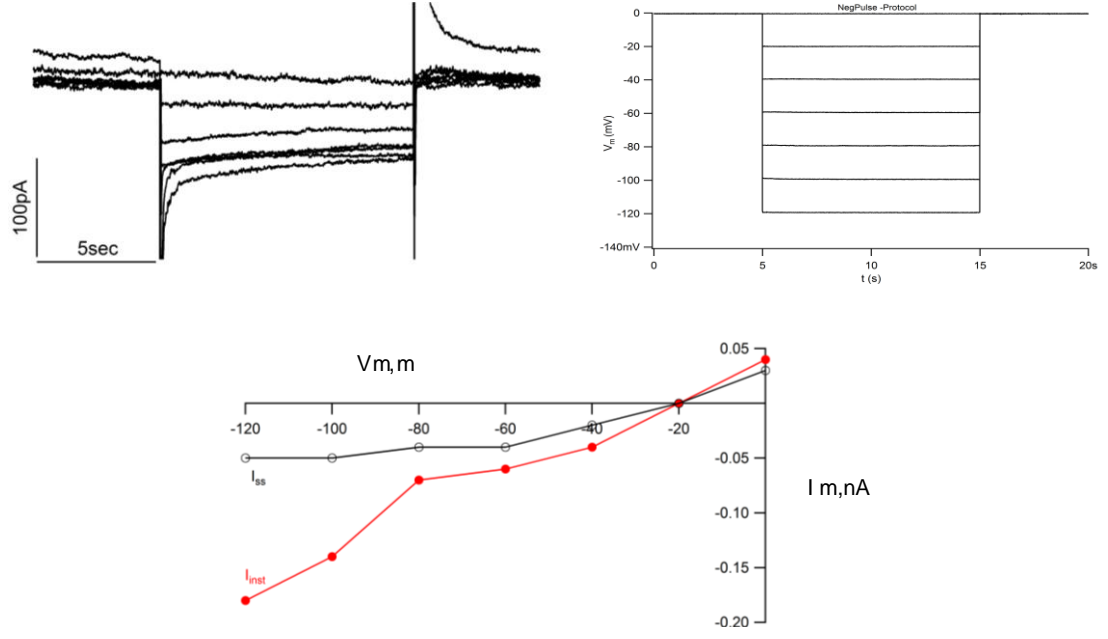 100pA
5sec
NegPulse -Protocol
0
-20
-40
-60
-80
-100
-120
-140mV
Vm (mV)
0 5 10 15 20s
t (s)
Vm,m
0.05
-120 -100 -80 -60 -40 -20
-0.05
Iss
Im,nA
-0.10
-0.15
Iinst
-0.20